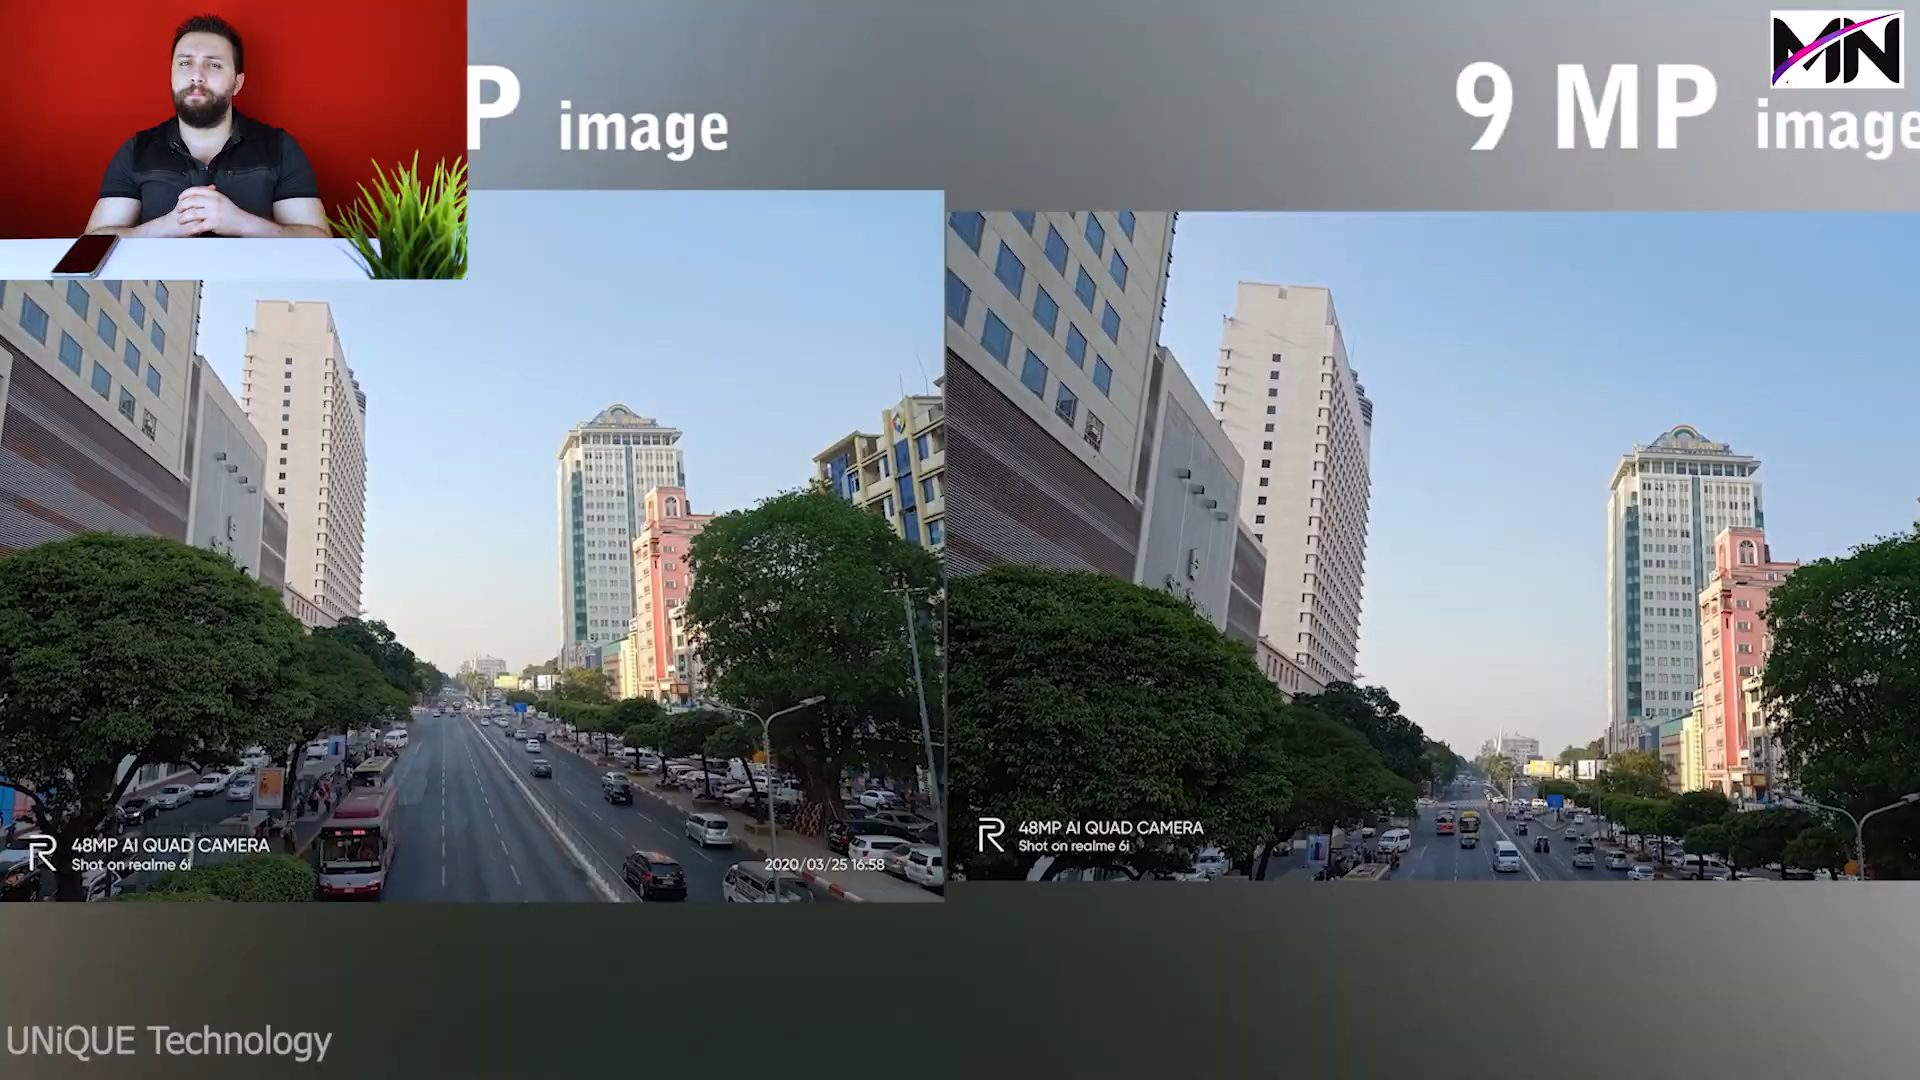 P image
9 MP image
MN
48MP AI QUAD CAMERA
Shot on realme 6i
2020/03/25 16:58
48MP AI QUAD CAMERA
Shot on realme 6i
UNiQUE Technology